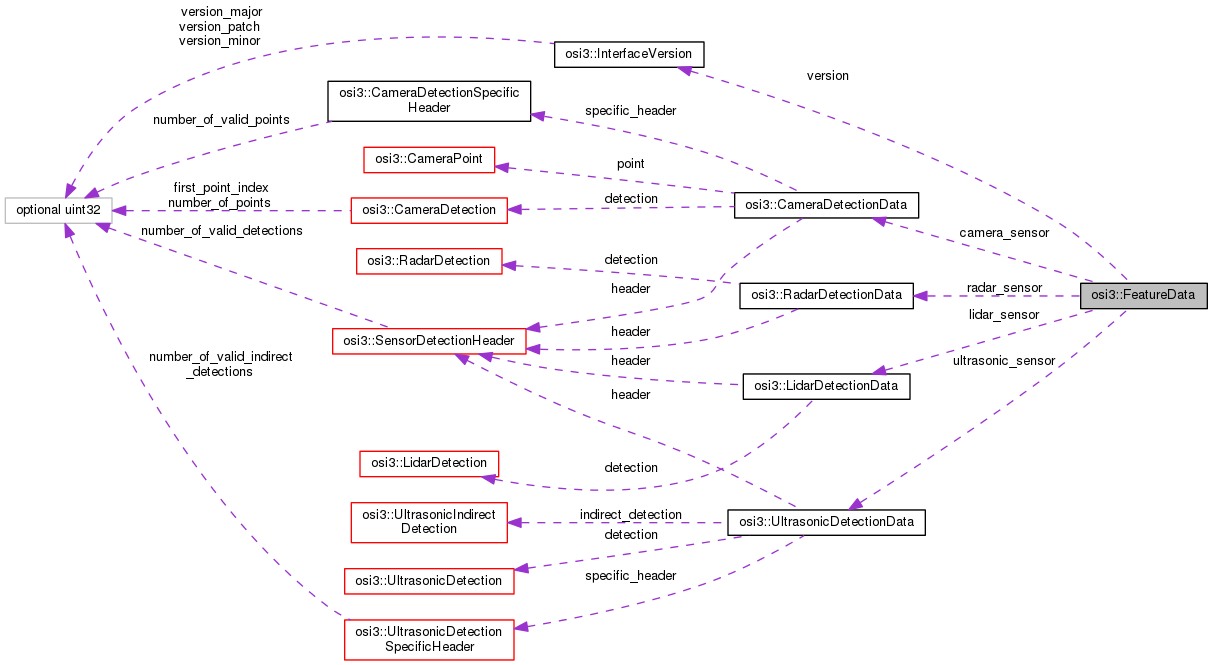 version_major
version_patch
version_minor
osi3::InterfaceVersion
version
osi3::CameraDetectionSpecific
Header
specific_header
number_of_valid_points
osi3::CameraPoint
point
first_point_index
number_of_points
optional uint32
osi3::CameraDetection
detection
osi3::CameraDetectionData
camera_sensor
number_of_valid_detections
osi3::RadarDetection
detection
header
osi3::RadarDetectionData
radar_sensor
osi3::FeatureData
lidar_sensor
osi3::SensorDetectionHeader
header
number_of_valid_indirect
_detections
header
ultrasonic_sensor
osi3::LidarDetectionData
header
osi3::LidarDetection
detection
osi3::UltrasonicIndirect
Detection
indirect_detection
osi3::UltrasonicDetectionData
detection
osi3::UltrasonicDetection
specific_header
osi3::UltrasonicDetection
SpecificHeader